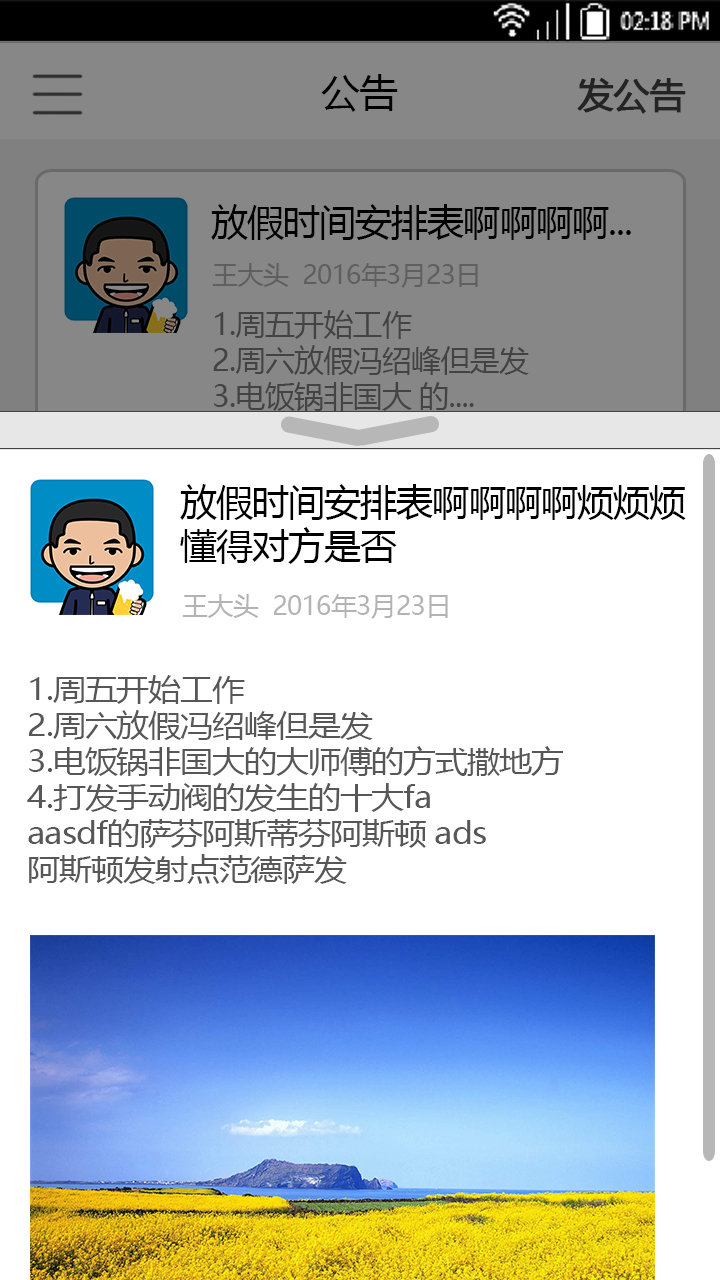 02:18 PM
公告
发公告
放假时间安排表啊啊啊啊...
王大头 2016年3月23日
1.周五开始工作
2.周六放假冯绍峰但是发
3.电饭锅非国大 的....
放假时间安排表啊啊啊啊烦烦烦
懂得对方是否
王大头 2016年3月23日
1.周五开始工作
2.周六放假冯绍峰但是发
3.电饭锅非国大的大师傅的方式撒地方
4.打发手动阀的发生的十大fa
aasdf的萨芬阿斯蒂芬阿斯顿 ads
阿斯顿发射点范德萨发